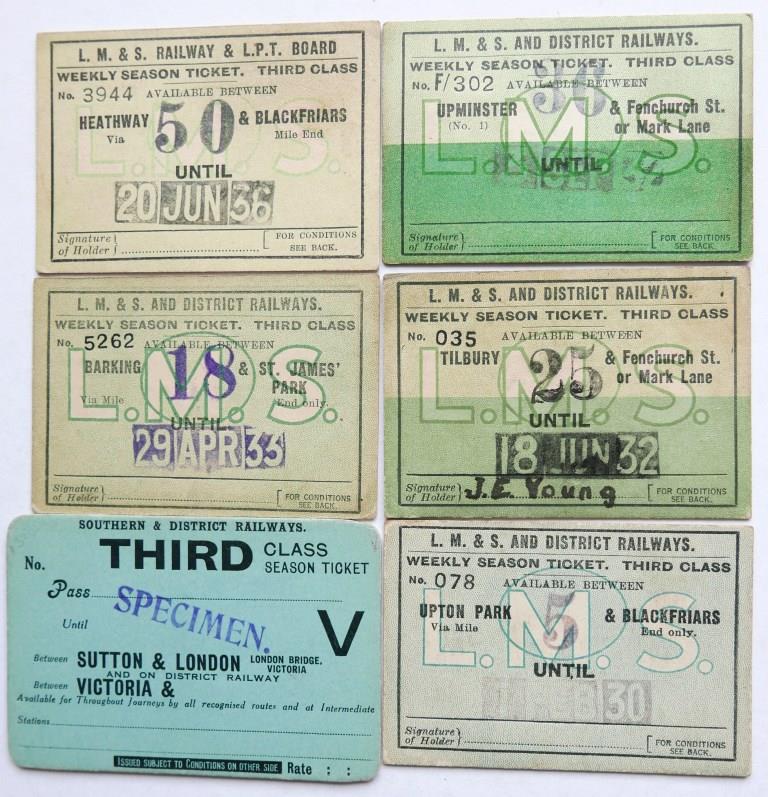 L. M. & S. RAILWAY & L.P.T. BOARD
WEEKLY SEASON TICKET. THIRD CLASS
No. 3944 AVAILABLE BETWEEN
HEATHWAY 50 & BLACKFRIARS
Via Mile End
UNTIL
20 JUN 36
Signature of Holder
FOR CONDITIONS SEE BACK.
L.M.S.
L. M. & S. AND DISTRICT RAILWAYS.
WEEKLY SEASON TICKET. THIRD CLASS
No. F/302 AVAILABLE BETWEEN
UPMINSTER & Fenchurch St.
(No. 1) or Mark Lane
UNTIL
Signature of Holder
FOR CONDITIONS SEE BACK.
L.M.S.
L. M. & S. AND DISTRICT RAILWAYS.
WEEKLY SEASON TICKET. THIRD CLASS
No. 5262 AVAILABLE BETWEEN
BARKING 18 & ST. JAMES' PARK
Via Mile End only.
UNTIL
29 APR 33
Signature of Holder
FOR CONDITIONS SEE BACK.
L.M.S.
L. M. & S. AND DISTRICT RAILWAYS.
WEEKLY SEASON TICKET. THIRD CLASS
No. 035 AVAILABLE BETWEEN
TILBURY 25 & Fenchurch St.
or Mark Lane
UNTIL
18 JUN 32
Signature of Holder J.E. Young
FOR CONDITIONS SEE BACK.
L.M.S.
SOUTHERN & DISTRICT RAILWAYS.
No. THIRD CLASS SEASON TICKET
Pass SPECIMEN.
Until V
Between SUTTON & LONDON LONDON BRIDGE, VICTORIA
AND ON DISTRICT RAILWAY
Between VICTORIA &
Available for Throughout Journeys by all recognised routes and at Intermediate
Stations
ISSUED SUBJECT TO CONDITIONS ON OTHER SIDE Rate : :
L. M. & S. AND DISTRICT RAILWAYS.
WEEKLY SEASON TICKET. THIRD CLASS
No. 078 AVAILABLE BETWEEN
UPTON PARK 5 & BLACKFRIARS
Via Mile End only.
UNTIL
30
Signature of Holder
FOR CONDITIONS SEE BACK.
L.M.S.